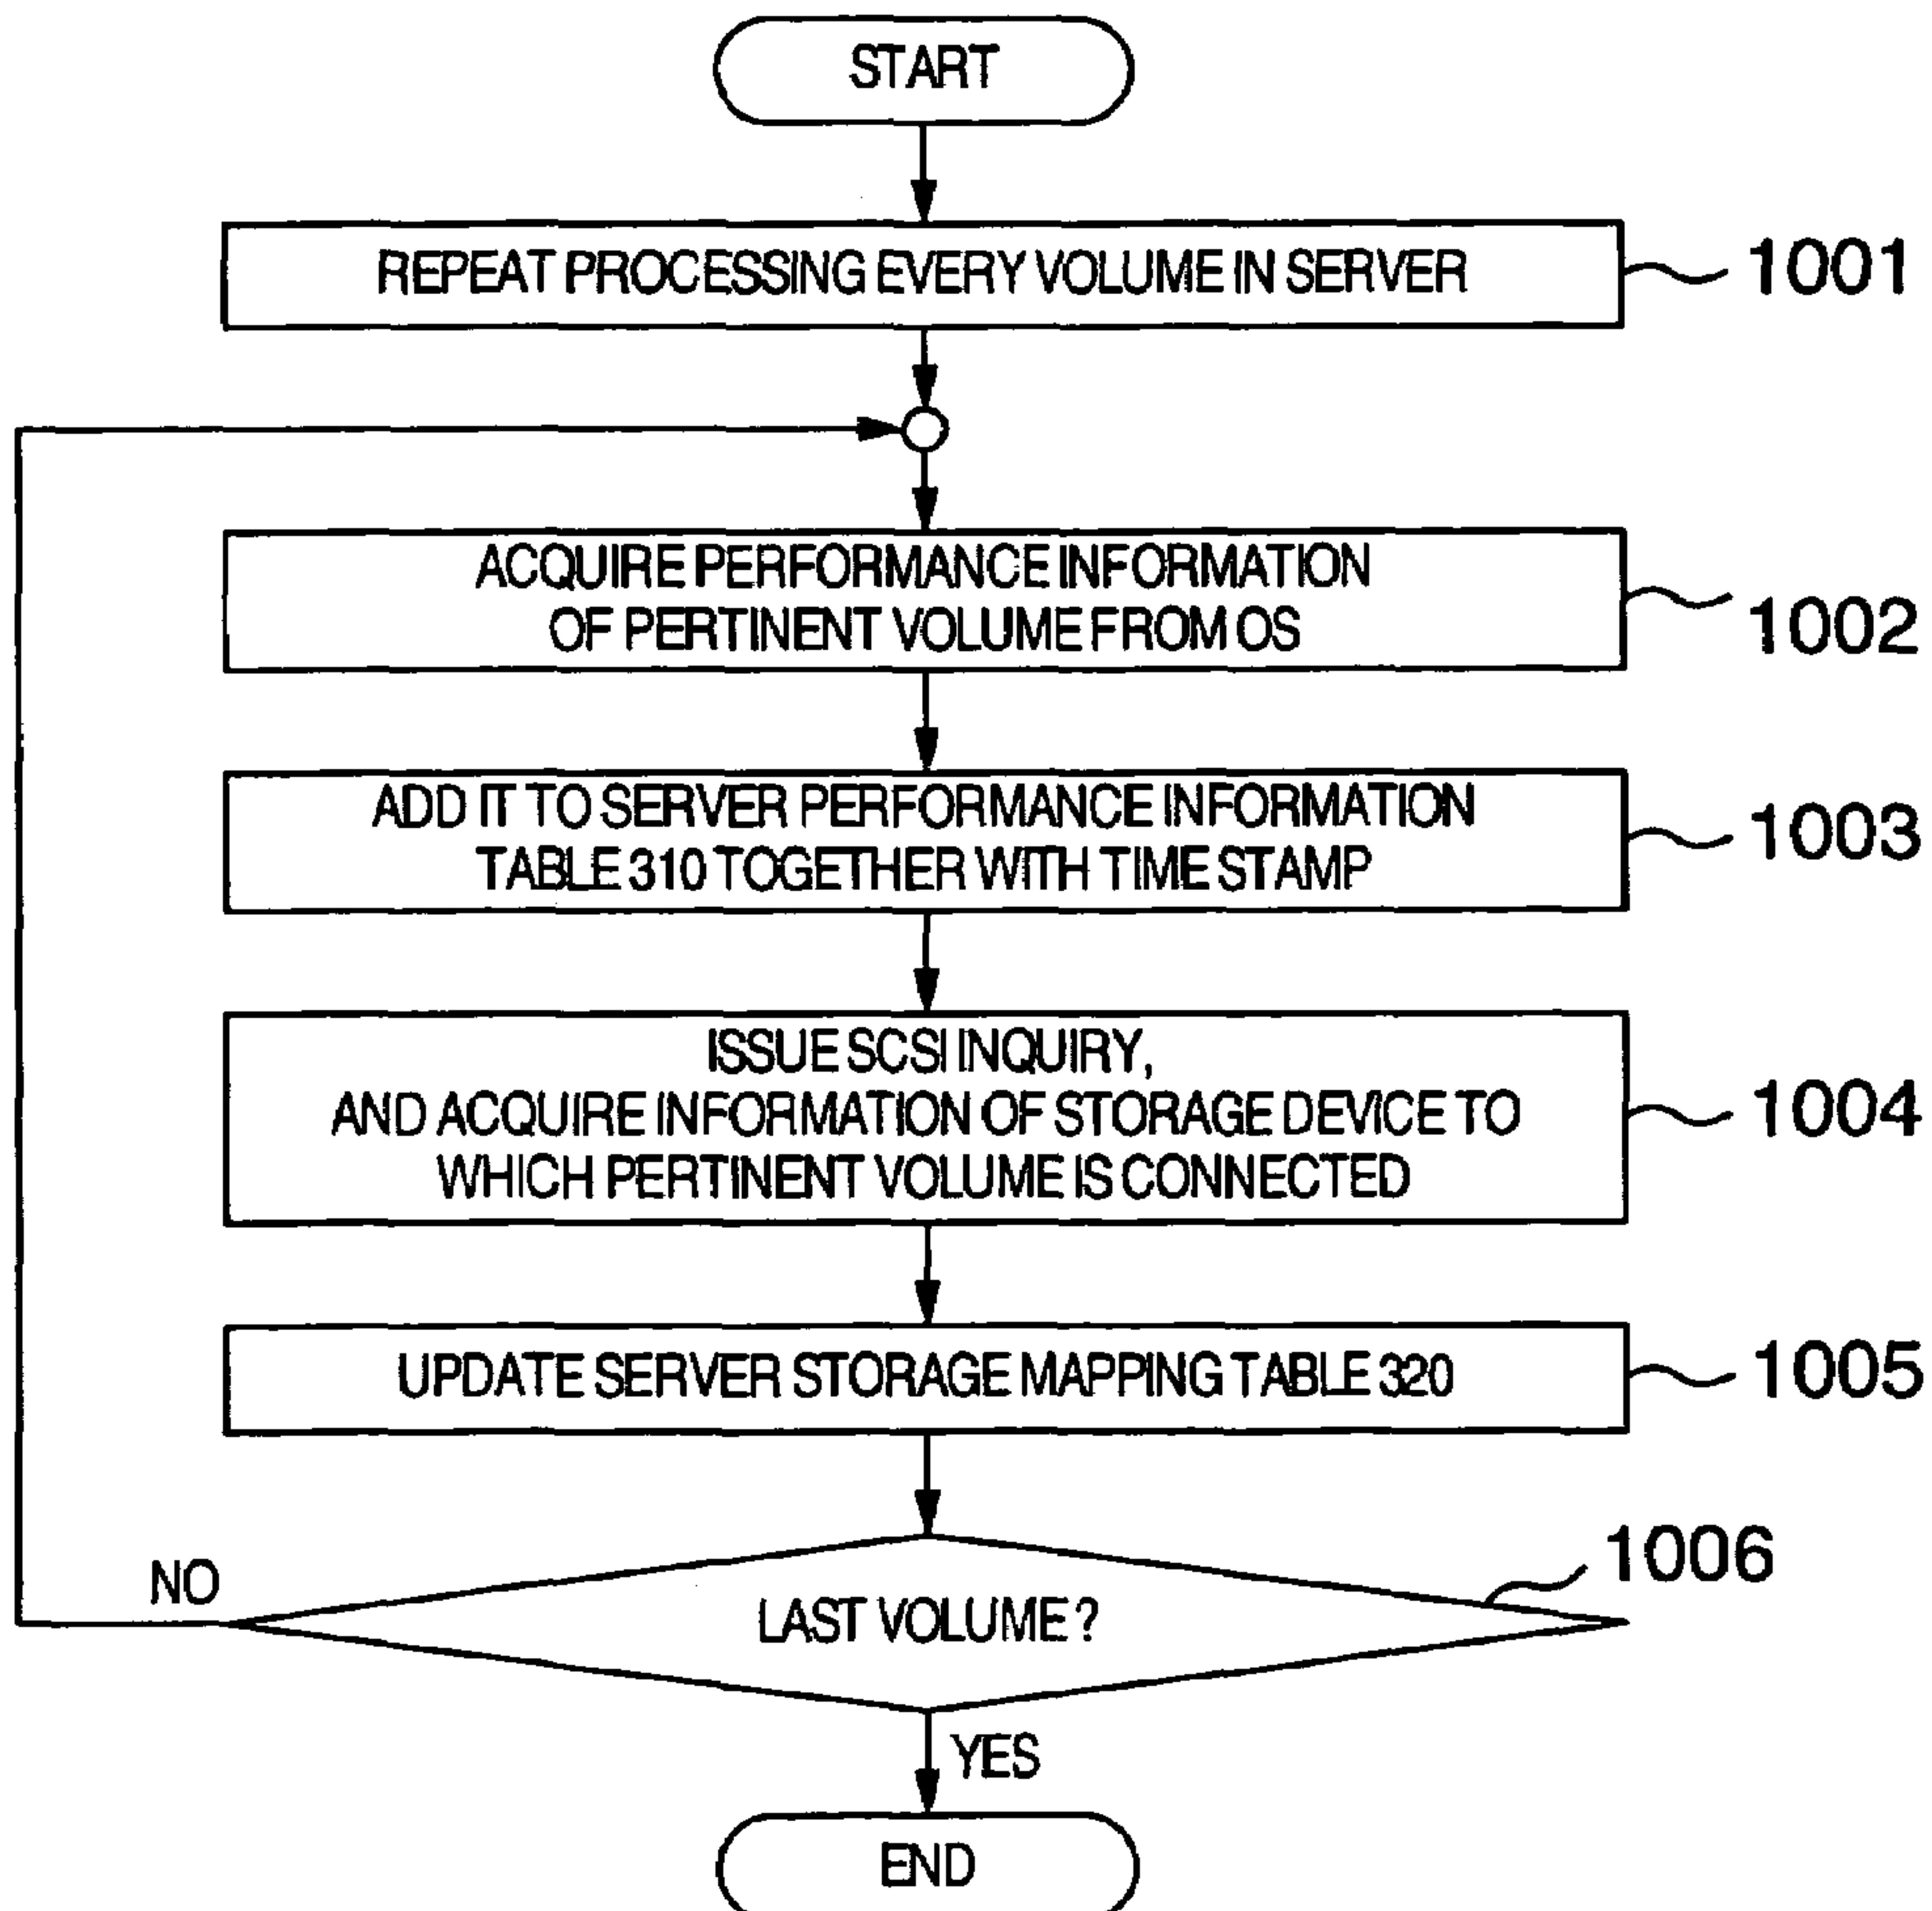 START
REPEAT PROCESSING EVERY VOLUME IN SERVER
1001
ACQUIRE PERFORMANCE INFORMATION
OF PERTINENT VOLUME FROM OS
1002
ADD IT TO SERVER PERFORMANCE INFORMATION
TABLE 310 TOGETHER WITH TIME STAMP
1003
ISSUE SCSI INQUIRY,
AND ACQUIRE INFORMATION OF STORAGE DEVICE TO
WHICH PERTINENT VOLUME IS CONNECTED
1004
UPDATE SERVER STORAGE MAPPING TABLE 320
1005
1006
NO
LAST VOLUME?
YES
END